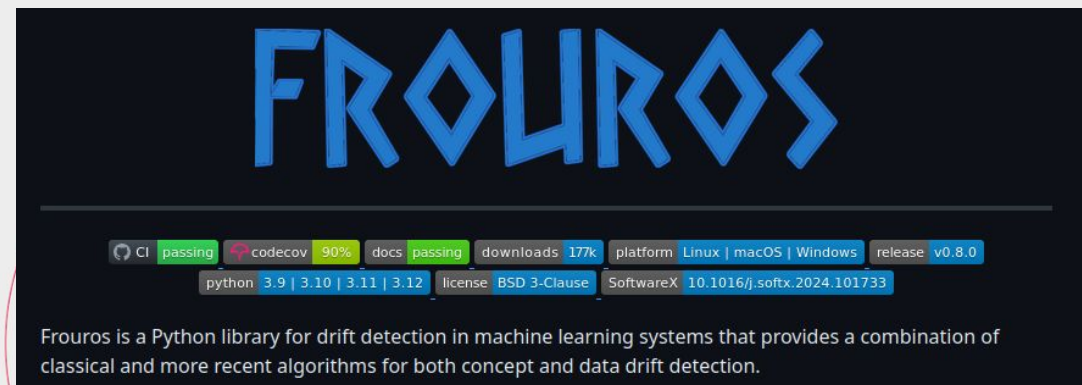 FROUROS
CI passing codecov 90% docs passing downloads 177k platform Linux | macOS | Windows release v0.8.0
python 3.9 | 3.10 | 3.11 | 3.12 license BSD 3-Clause SoftwareX 10.1016/j.softx.2024.101733
Frouros is a Python library for drift detection in machine learning systems that provides a combination of
classical and more recent algorithms for both concept and data drift detection.